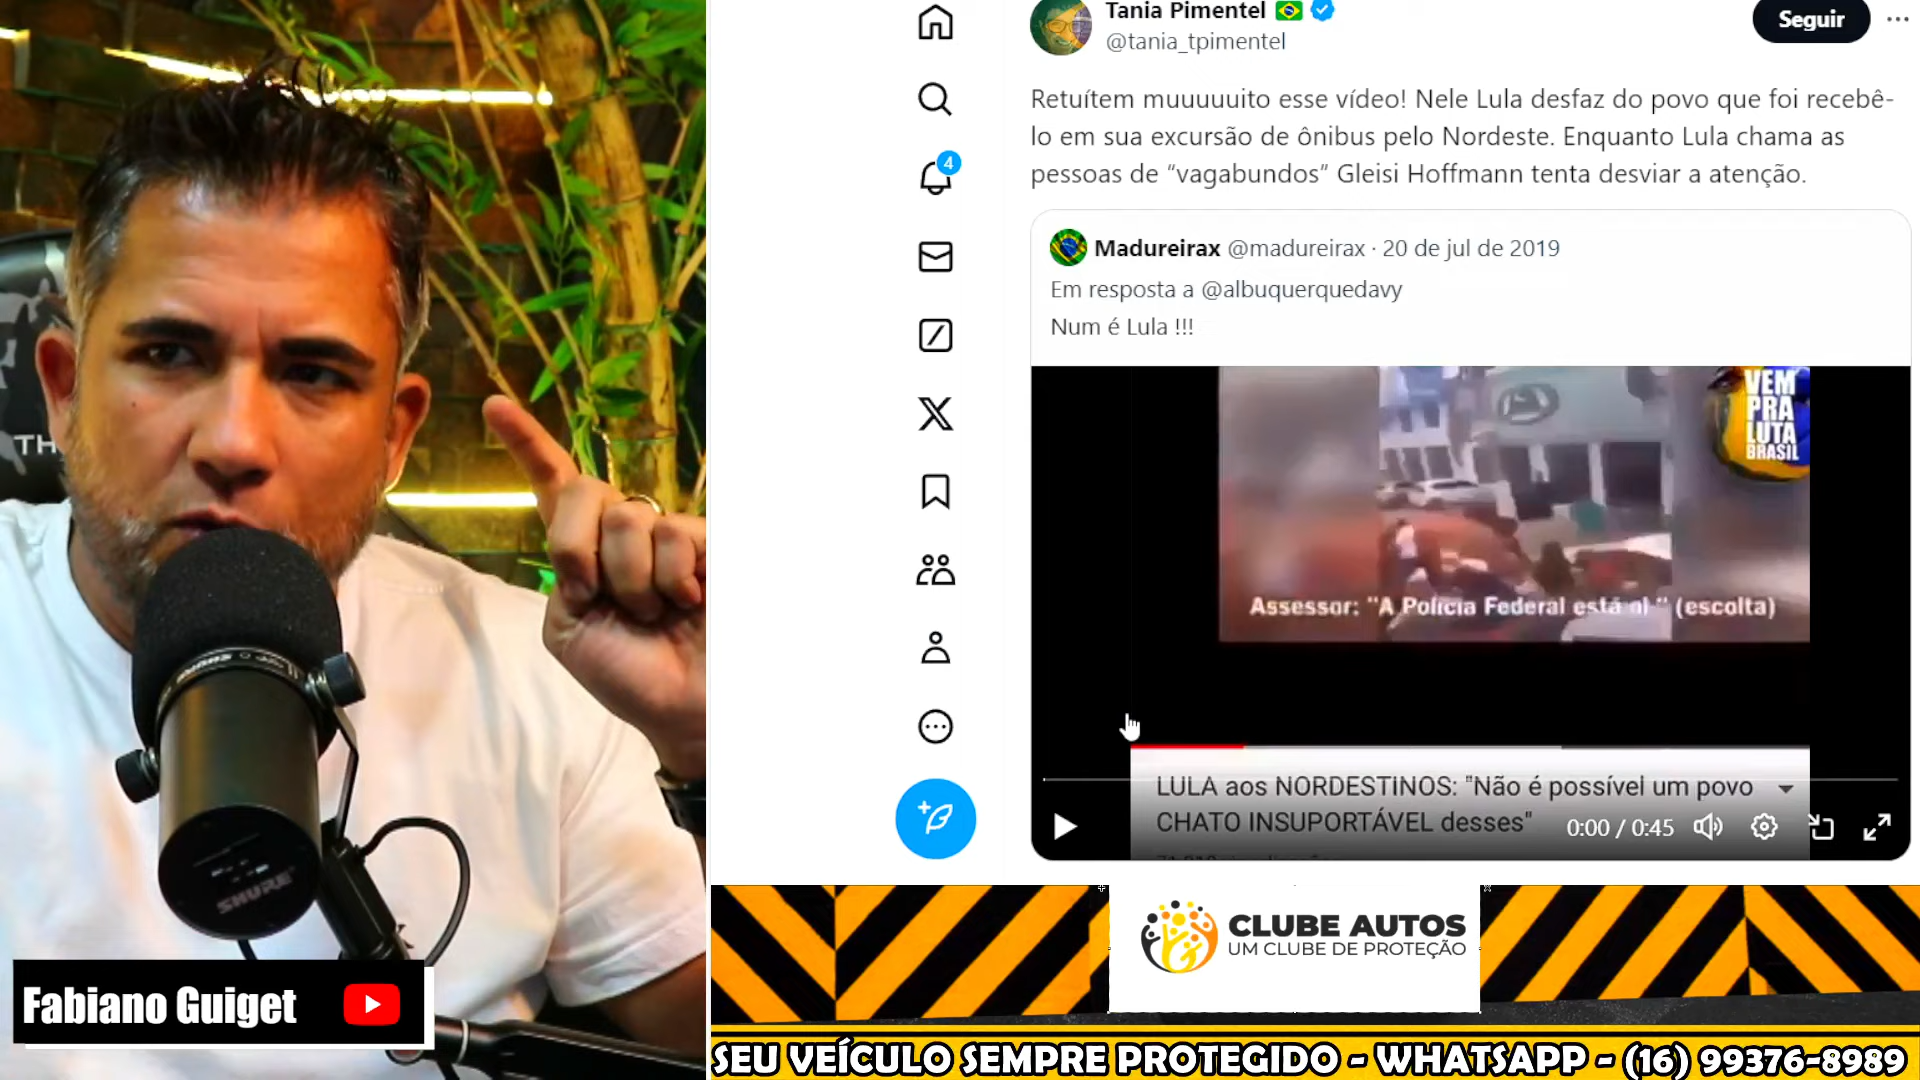 TH
Fabiano Guiget
SHURE
Tania Pimentel
@tania_tpimentel
Seguir
4
Retuítem muuuuuito esse vídeo! Nele Lula desfaz do povo que foi recebê-
lo em sua excursão de ônibus pelo Nordeste. Enquanto Lula chama as
pessoas de “vagabundos” Gleisi Hoffmann tenta desviar a atenção.
Madureirax @madureirax · 20 de jul de 2019
Em resposta a @albuquerquedavy
Num é Lula !!!
VEM
PRA
LUTA
BRASIL
Assessor: "A Polícia Federal está aí " (escolta)
LULA aos NORDESTINOS: "Não é possível um povo
CHATO INSUPORTÁVEL desses"
0:00 / 0:45
CLUBE AUTOS
UM CLUBE DE PROTEÇÃO
SEU VEÍCULO SEMPRE PROTEGIDO - WHATSAPP - (16) 99376-8989